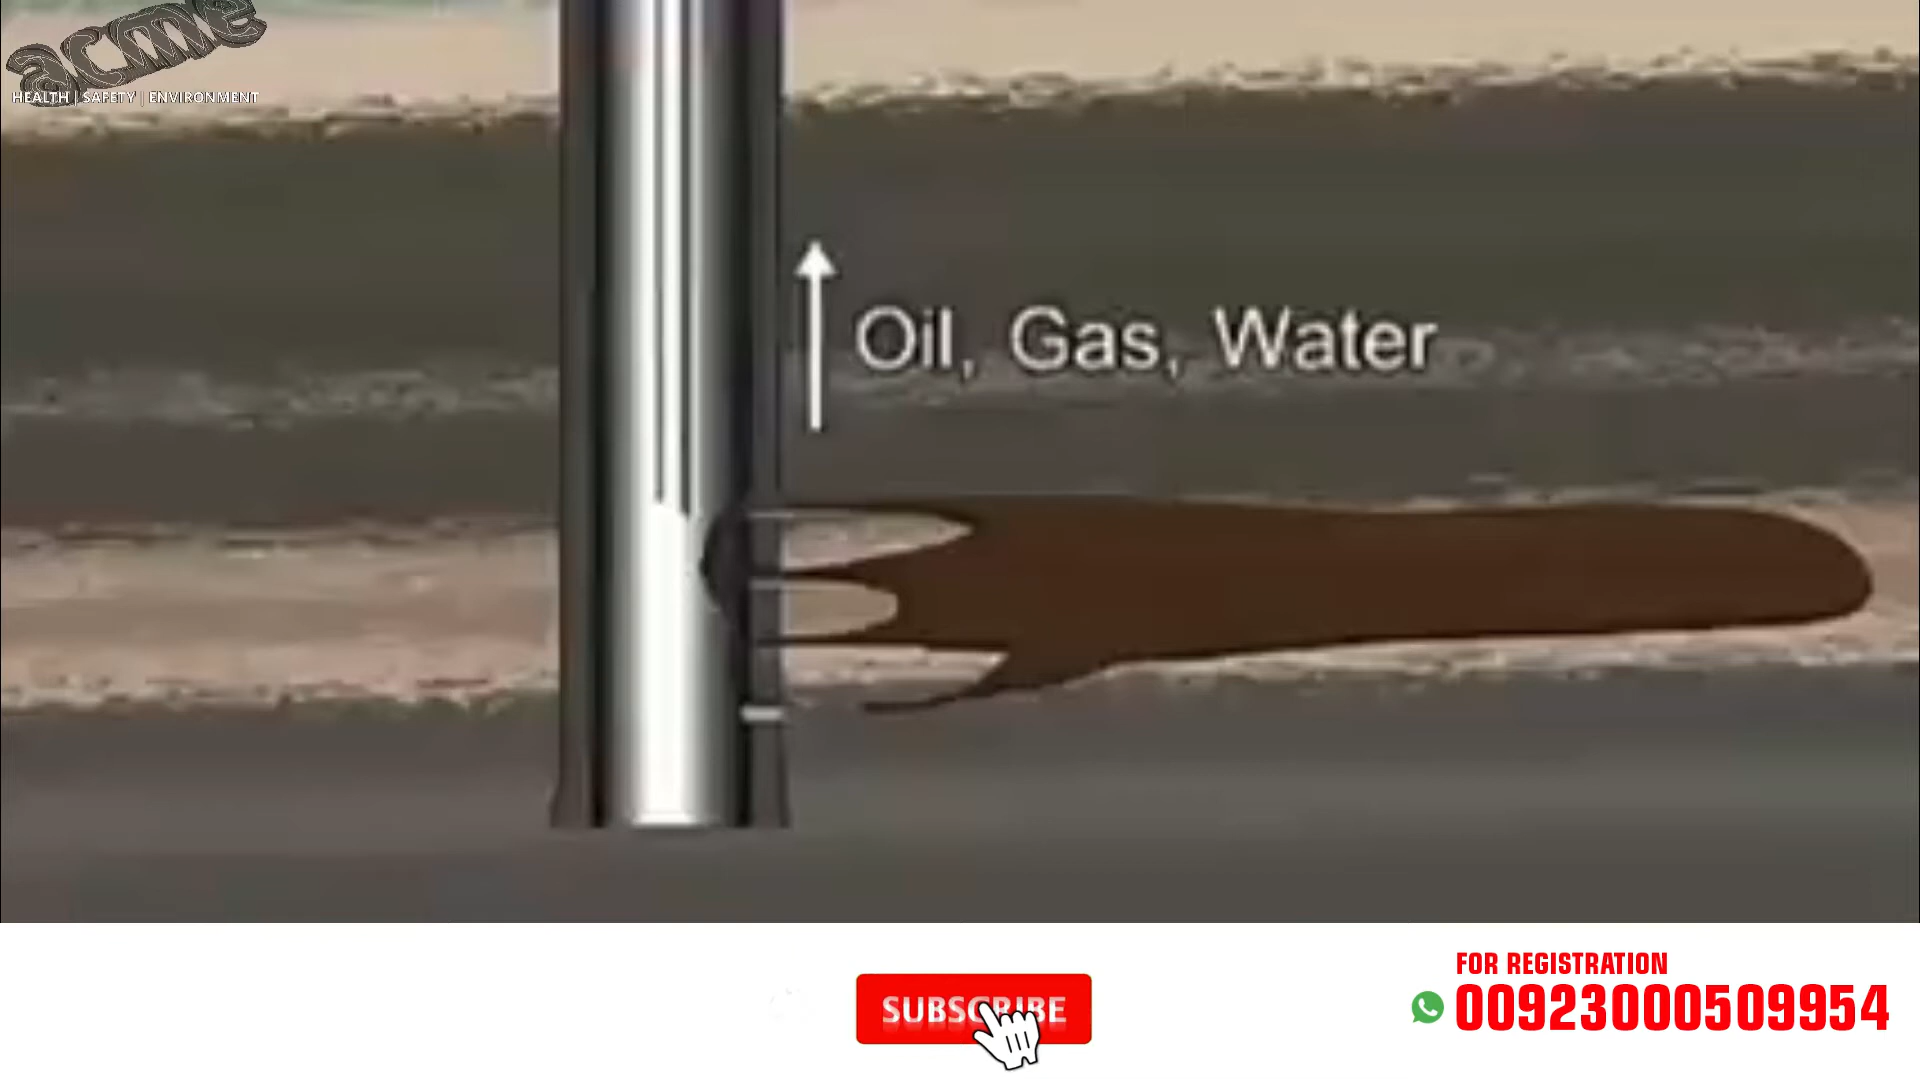 acme
HEALTH | SAFETY | ENVIRONMENT
Oil, Gas, Water
SUBSCRIBE
FOR REGISTRATION
00923000509954